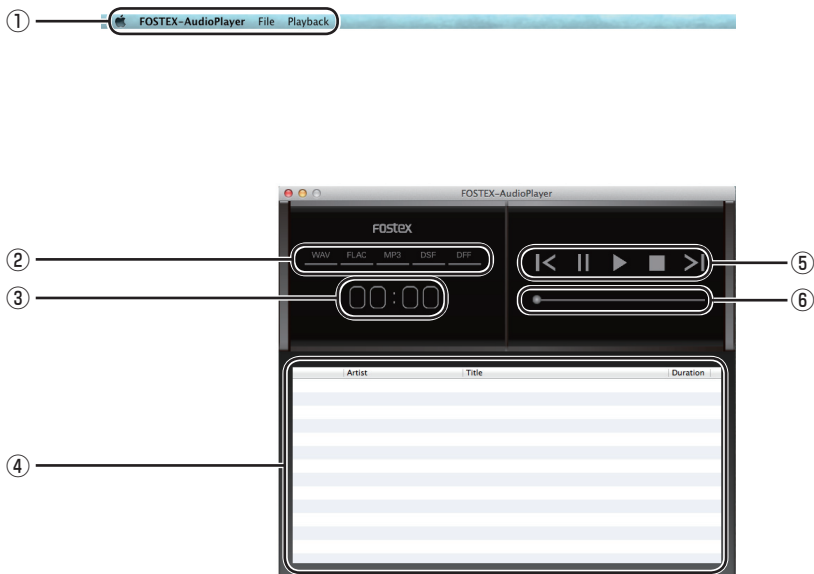 ① FOSTEX-AudioPlayer File Playback
FOSTEX-AudioPlayer
FOSTEX
② WAV FLAC MP3 DSF DFF
⑤
③ 00:00
⑥
Artist Title Duration
④